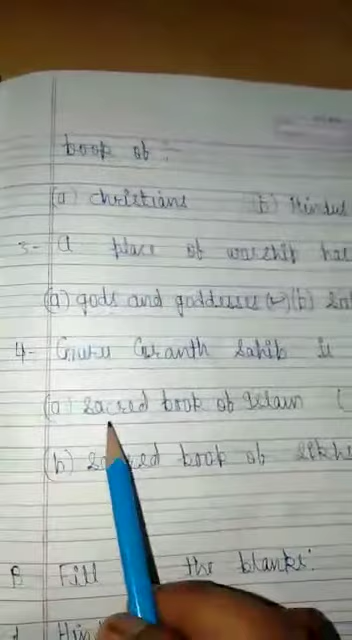 book of :
(a) christians (b) Hindus
3- A place of worship has
(a) gods and goddesses (✓) (b)
4- Guru Granth Sahib is
(a) Sacred book of Islam (
(b) Sacred book of sikhs
B Fill the blanks: